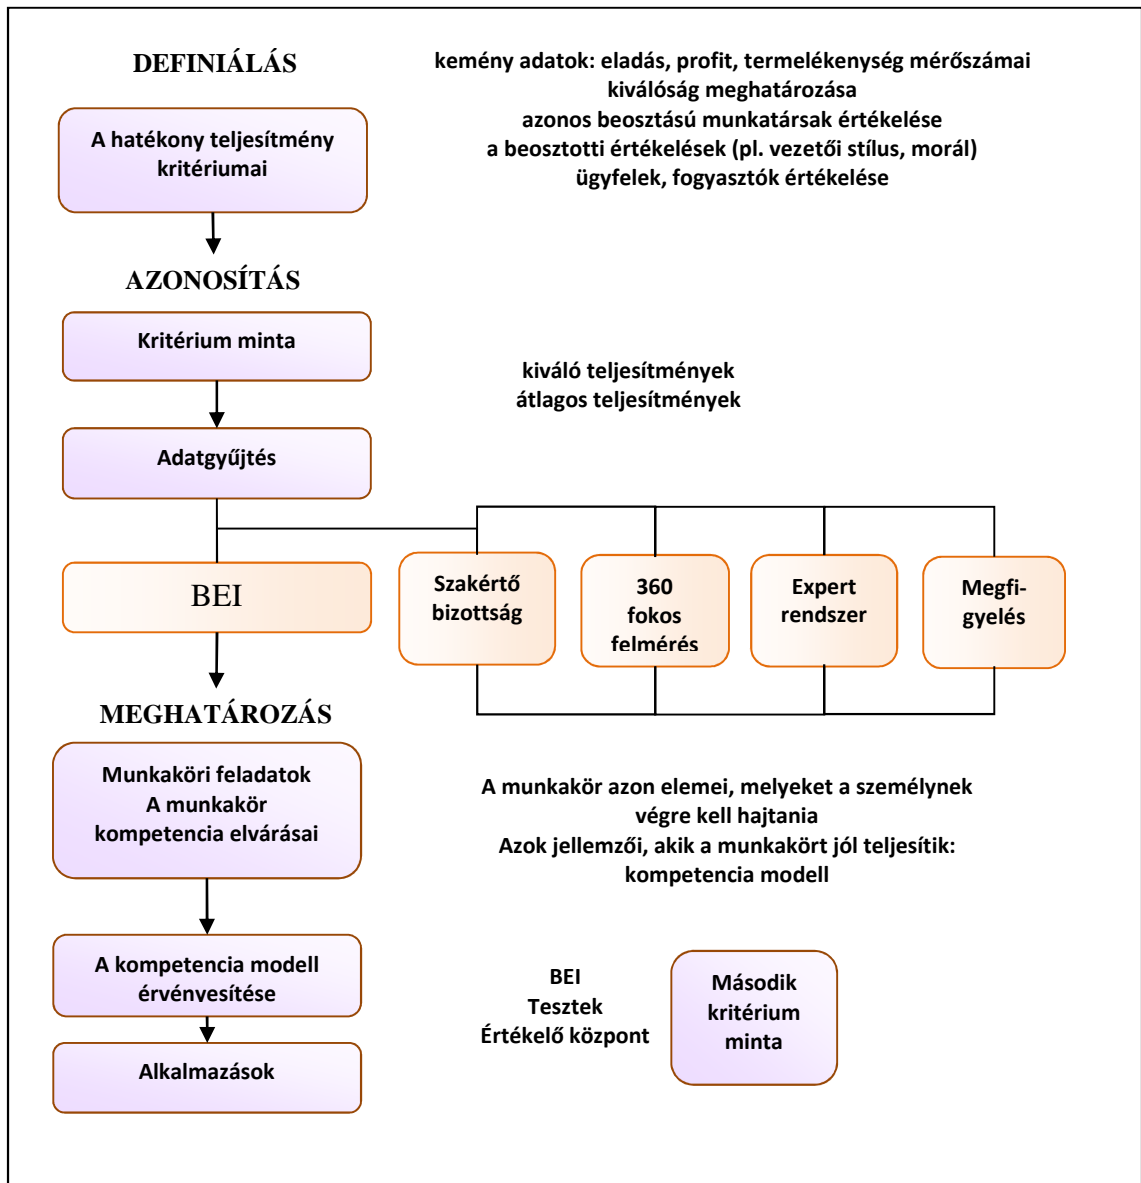 DEFINIÁLÁS
kemény adatok: eladás, profit, termelékenység mérőszámai
kiválóság meghatározása
azonos beosztású munkatársak értékelése
a beosztotti értékelések (pl. vezetői stílus, morál)
ügyfelek, fogyasztók értékelése
A hatékony teljesítmény
kritériumai
AZONOSÍTÁS
Kritérium minta
kiváló teljesítmények
átlagos teljesítmények
Adatgyűjtés
BEI
Szakértő
bizottság
360
fokos
felmérés
Expert
rendszer
Megfi-
gyelés
MEGHATÁROZÁS
Munkaköri feladatok
A munkakör
kompetencia elvárásai
A munkakör azon elemei, melyeket a személynek
végre kell hajtania
Azok jellemzői, akik a munkakört jól teljesítik:
kompetencia modell
A kompetencia modell
érvényesítése
BEI
Tesztek
Értékelő központ
Második
kritérium
minta
Alkalmazások